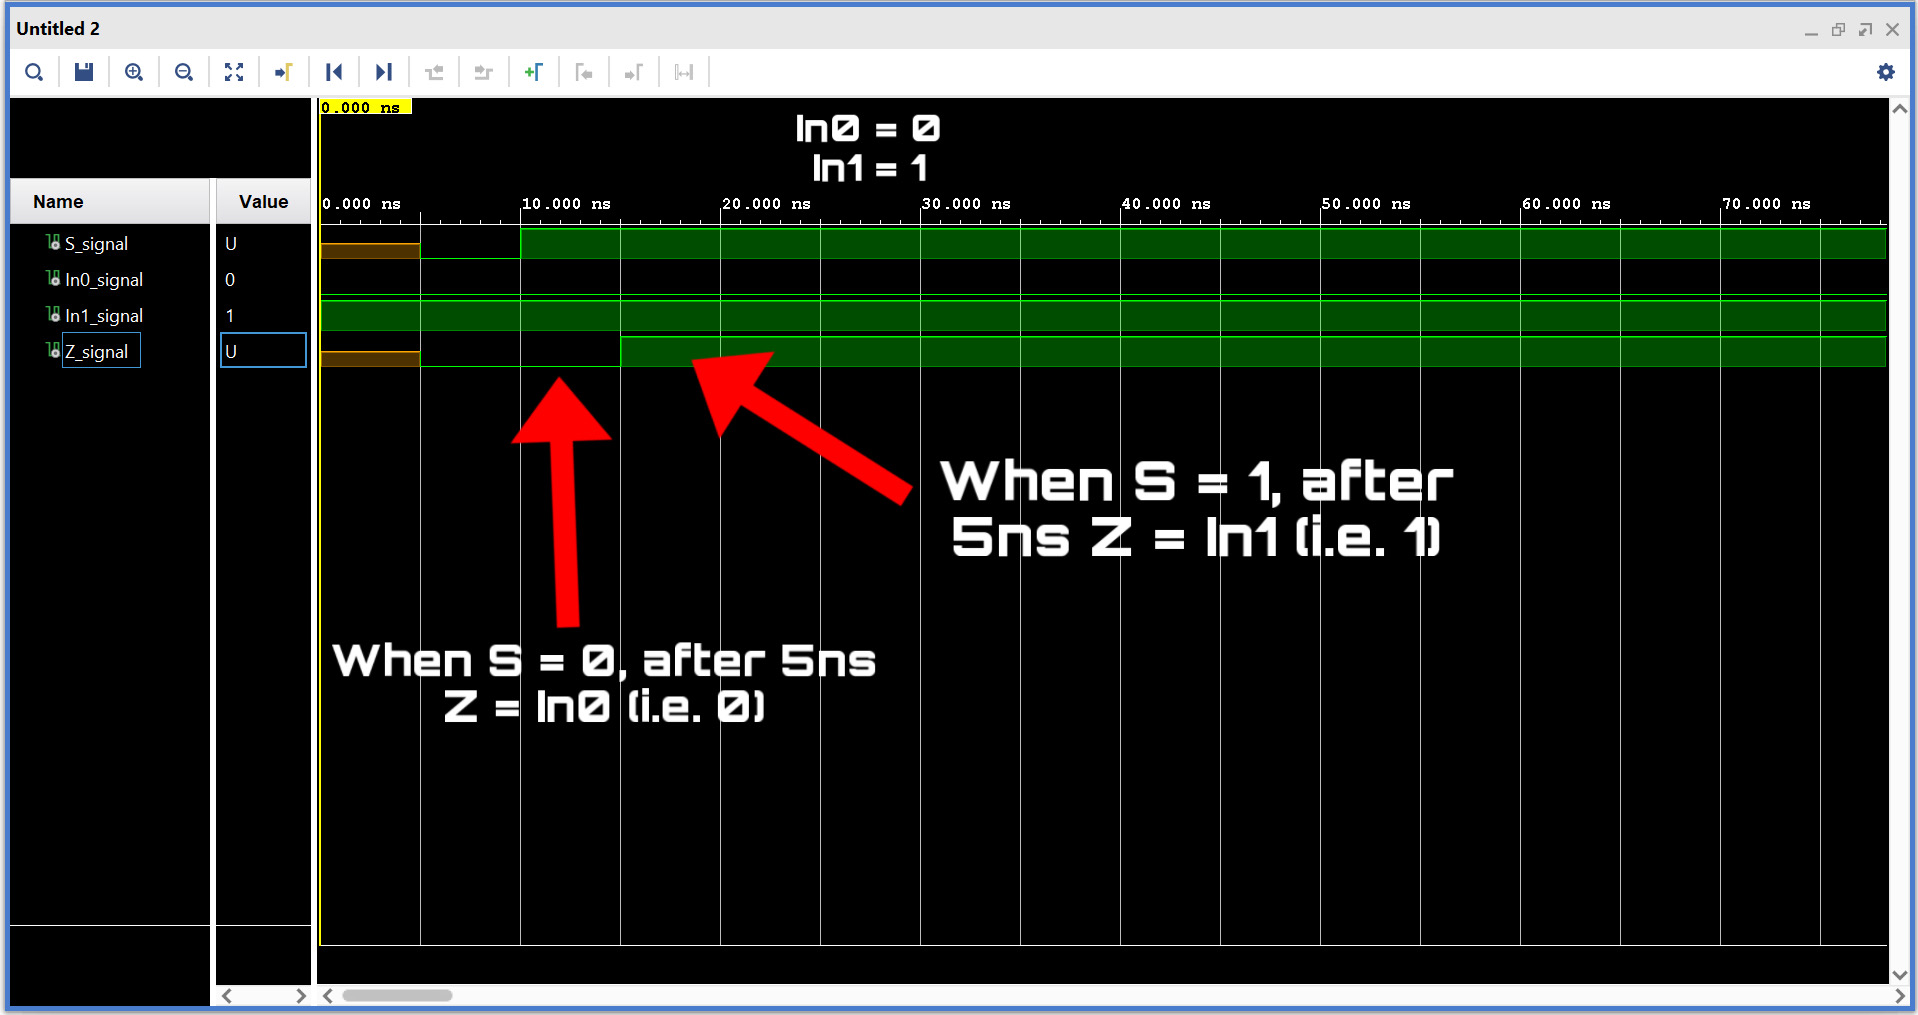 Untitled 2
0.000 ns
In0 = 0
In1 = 1
Name Value
0.000 ns 10.000 ns 20.000 ns 30.000 ns 40.000 ns 50.000 ns 60.000 ns 70.000 ns
S_signal U
In0_signal 0
In1_signal 1
Z_signal U
When S = 1, after
5ns Z = In1 (i.e. 1)
When S = 0, after 5ns
Z = In0 (i.e. 0)